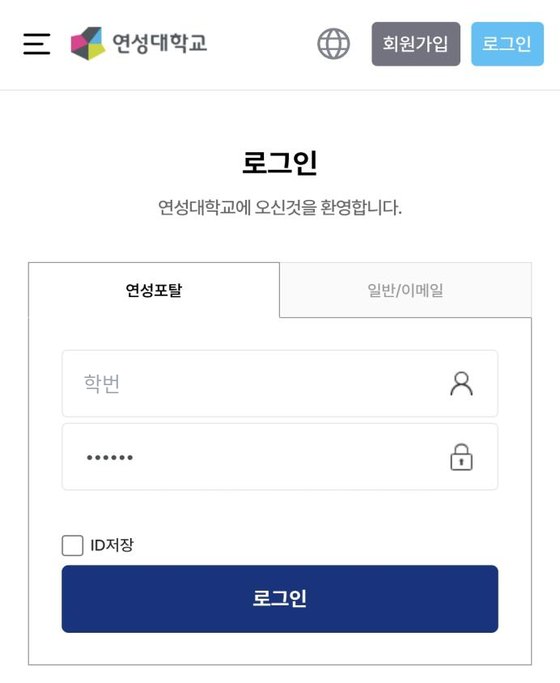 연성대학교
회원가입
로그인
로그인
연성대학교에 오신것을 환영합니다.
연성포탈
일반/이메일
학번
••••••
ID저장
로그인